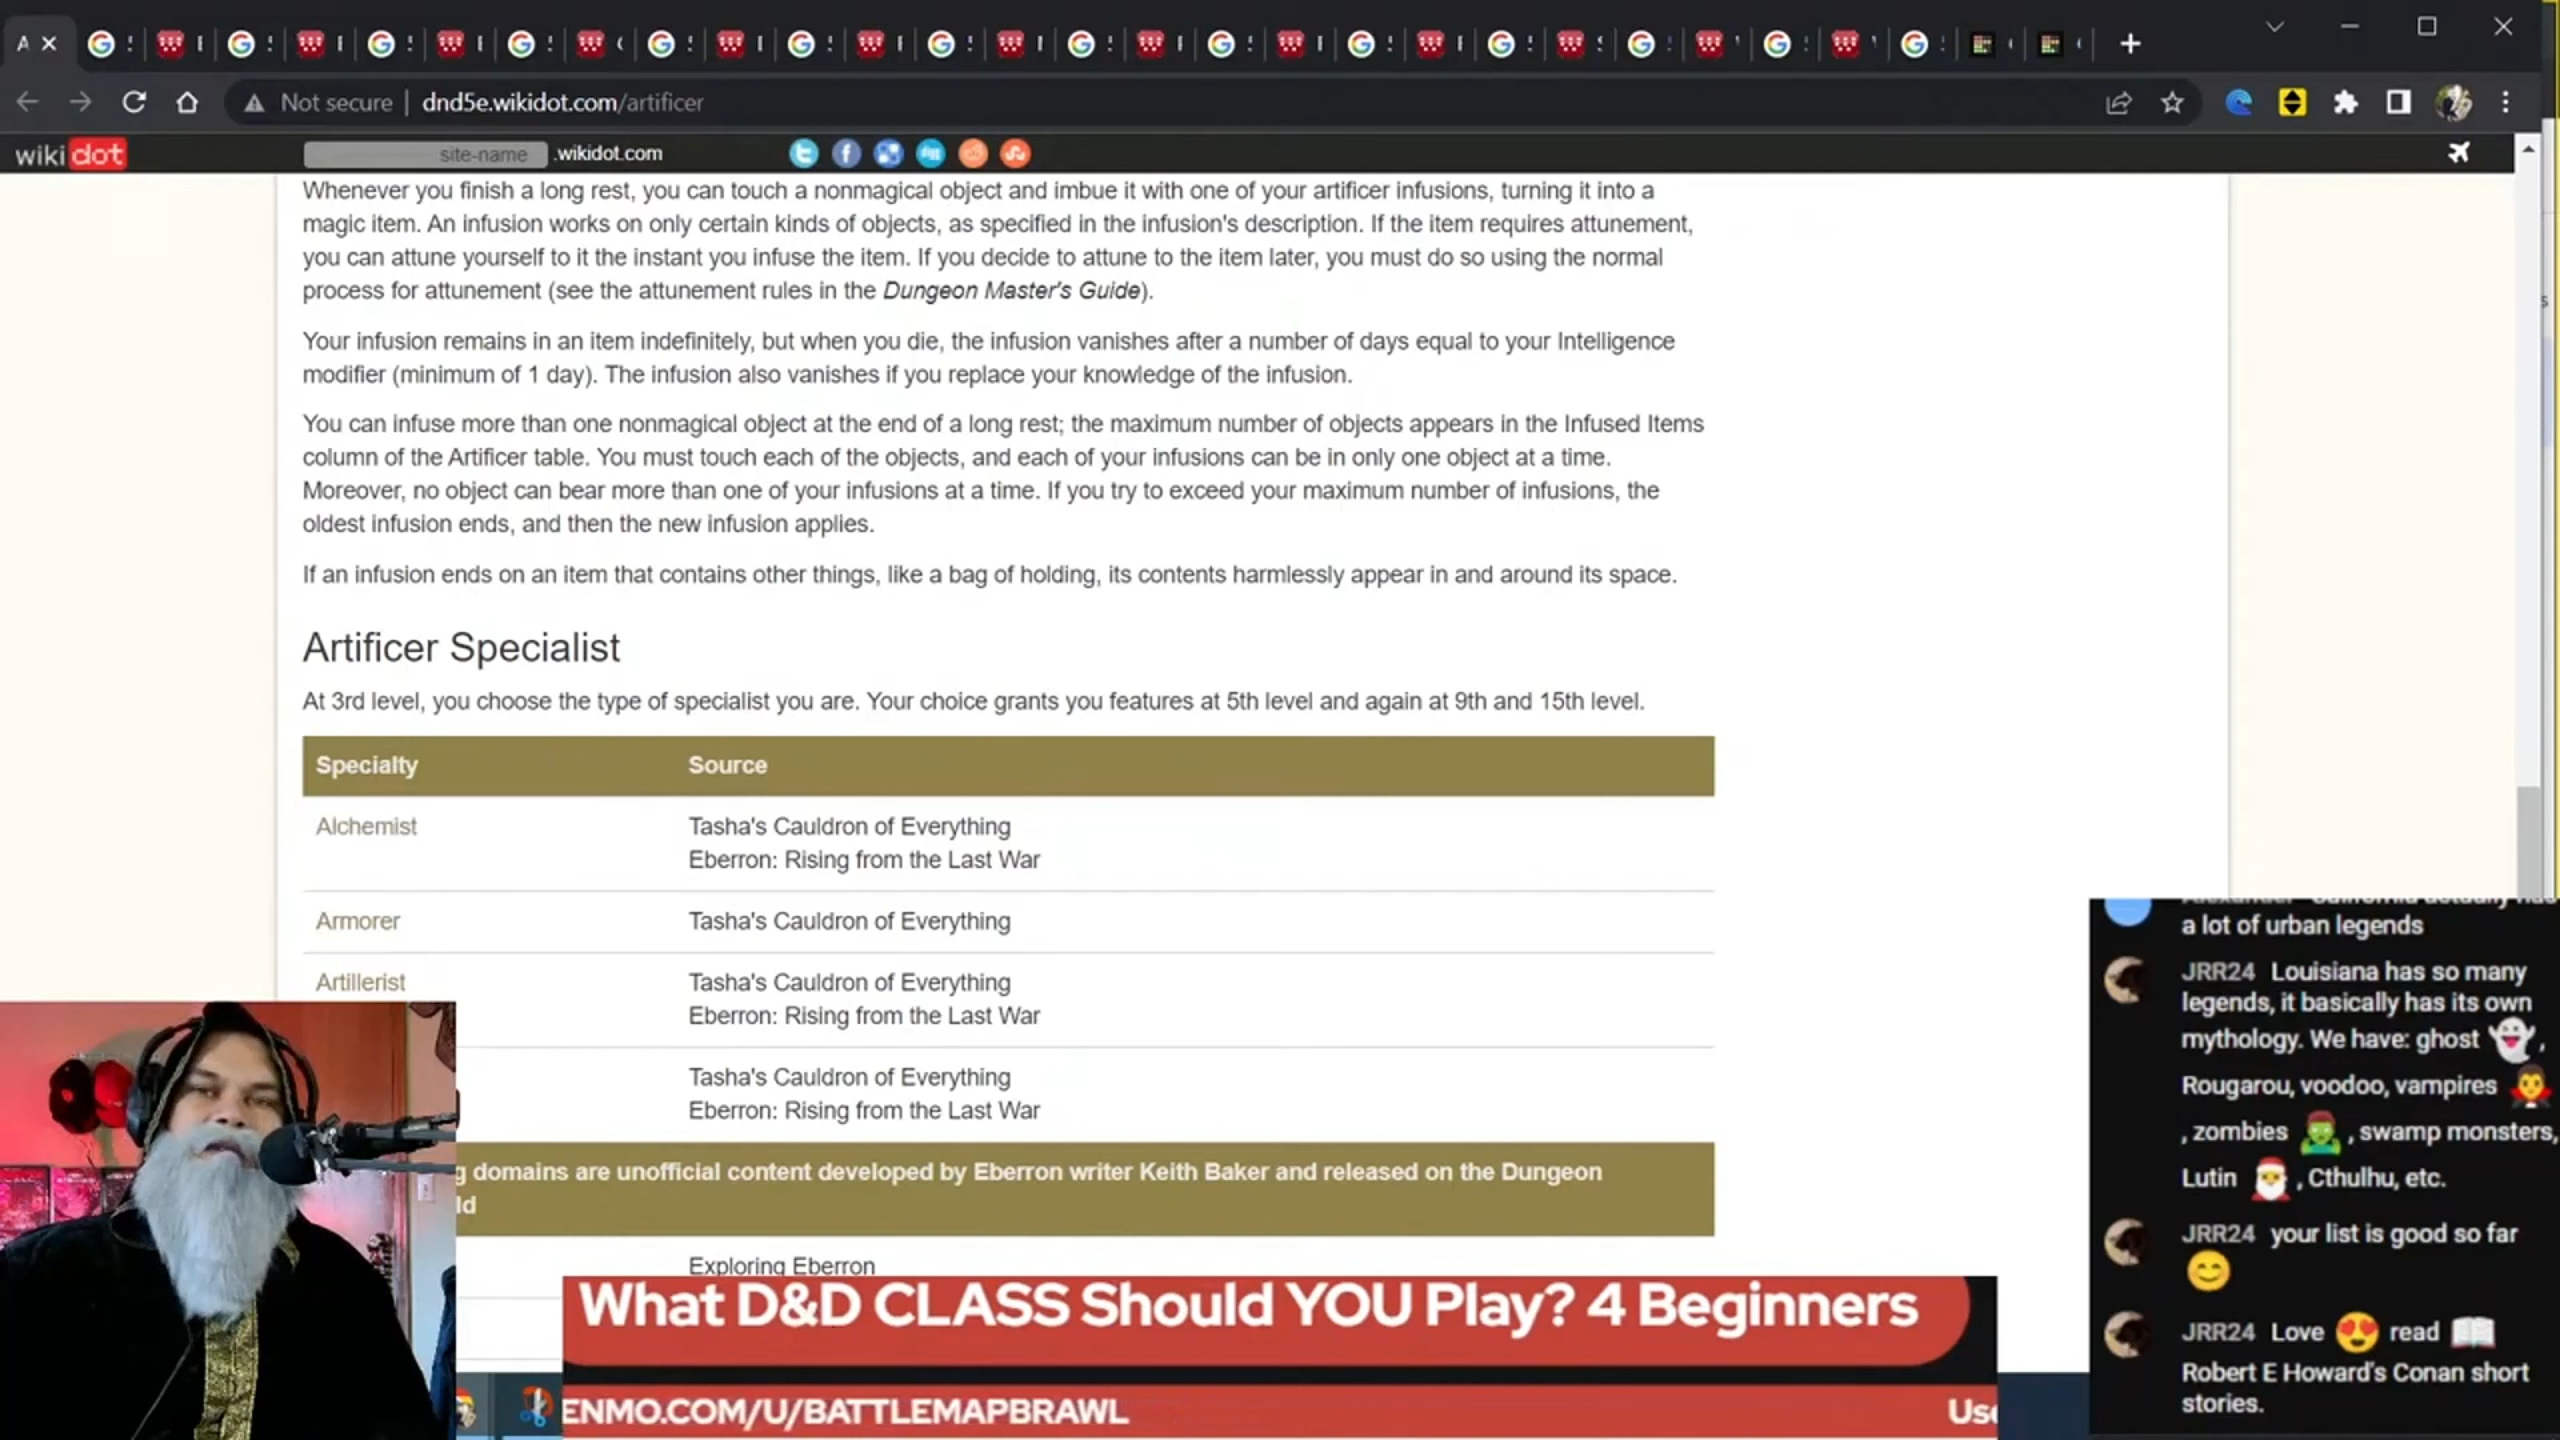 Not secure | dnd5e.wikidot.com/artificer
wikidot
site-name .wikidot.com
Whenever you finish a long rest, you can touch a nonmagical object and imbue it with one of your artificer infusions, turning it into a
magic item. An infusion works on only certain kinds of objects, as specified in the infusion's description. If the item requires attunement,
you can attune yourself to it the instant you infuse the item. If you decide to attune to the item later, you must do so using the normal
process for attunement (see the attunement rules in the Dungeon Master's Guide).
Your infusion remains in an item indefinitely, but when you die, the infusion vanishes after a number of days equal to your Intelligence
modifier (minimum of 1 day). The infusion also vanishes if you replace your knowledge of the infusion.
You can infuse more than one nonmagical object at the end of a long rest; the maximum number of objects appears in the Infused Items
column of the Artificer table. You must touch each of the objects, and each of your infusions can be in only one object at a time.
Moreover, no object can bear more than one of your infusions at a time. If you try to exceed your maximum number of infusions, the
oldest infusion ends, and then the new infusion applies.
If an infusion ends on an item that contains other things, like a bag of holding, its contents harmlessly appear in and around its space.
Artificer Specialist
At 3rd level, you choose the type of specialist you are. Your choice grants you features at 5th level and again at 9th and 15th level.
Specialty Source
Alchemist Tasha's Cauldron of Everything
Eberron: Rising from the Last War
Armorer Tasha's Cauldron of Everything
Artillerist Tasha's Cauldron of Everything
Eberron: Rising from the Last War
Tasha's Cauldron of Everything
Eberron: Rising from the Last War
g domains are unofficial content developed by Eberron writer Keith Baker and released on the Dungeon
ld
Exploring Eberron
What D&D CLASS Should YOU Play? 4 Beginners
ENMO.COM/U/BATTLEMAPBRAWL Use
a lot of urban legends
JRR24 Louisiana has so many
legends, it basically has its own
mythology. We have: ghost 👻,
Rougarou, voodoo, vampires 🧛
, zombies 🧟, swamp monsters,
Lutin 🎅, Cthulhu, etc.
JRR24 your list is good so far
😊
JRR24 Love 😍 read 📖
Robert E Howard's Conan short
stories.